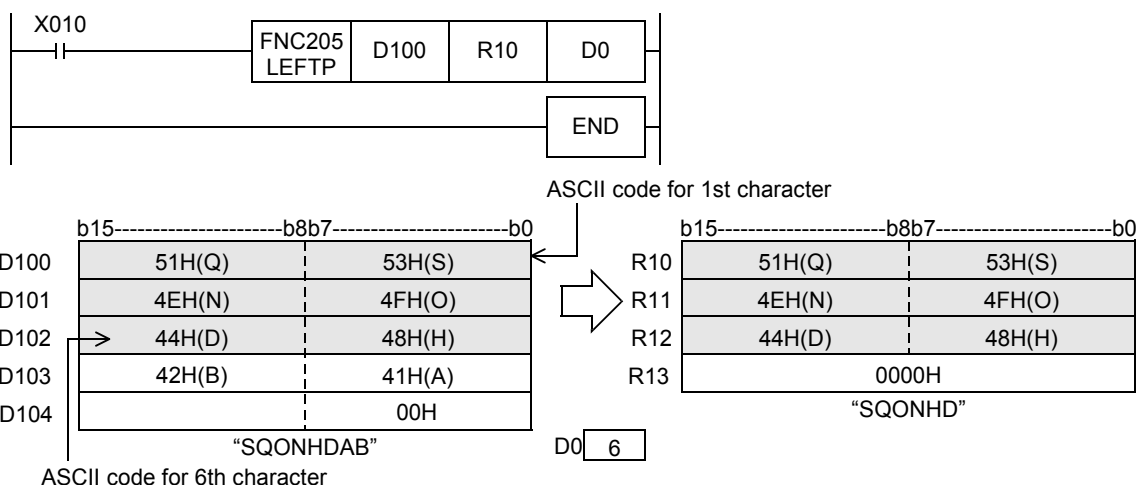 X010
FNC205 LEFTP D100 R10 D0
END
ASCII code for 1st character
b15----------------------b8b7-----------------------b0
D100 51H(Q) 53H(S)
D101 4EH(N) 4FH(O)
D102 44H(D) 48H(H)
D103 42H(B) 41H(A)
D104 00H
“SQONHDAB”
ASCII code for 6th character
D0 6
b15----------------------b8b7-----------------------b0
R10 51H(Q) 53H(S)
R11 4EH(N) 4FH(O)
R12 44H(D) 48H(H)
R13 0000H
“SQONHD”